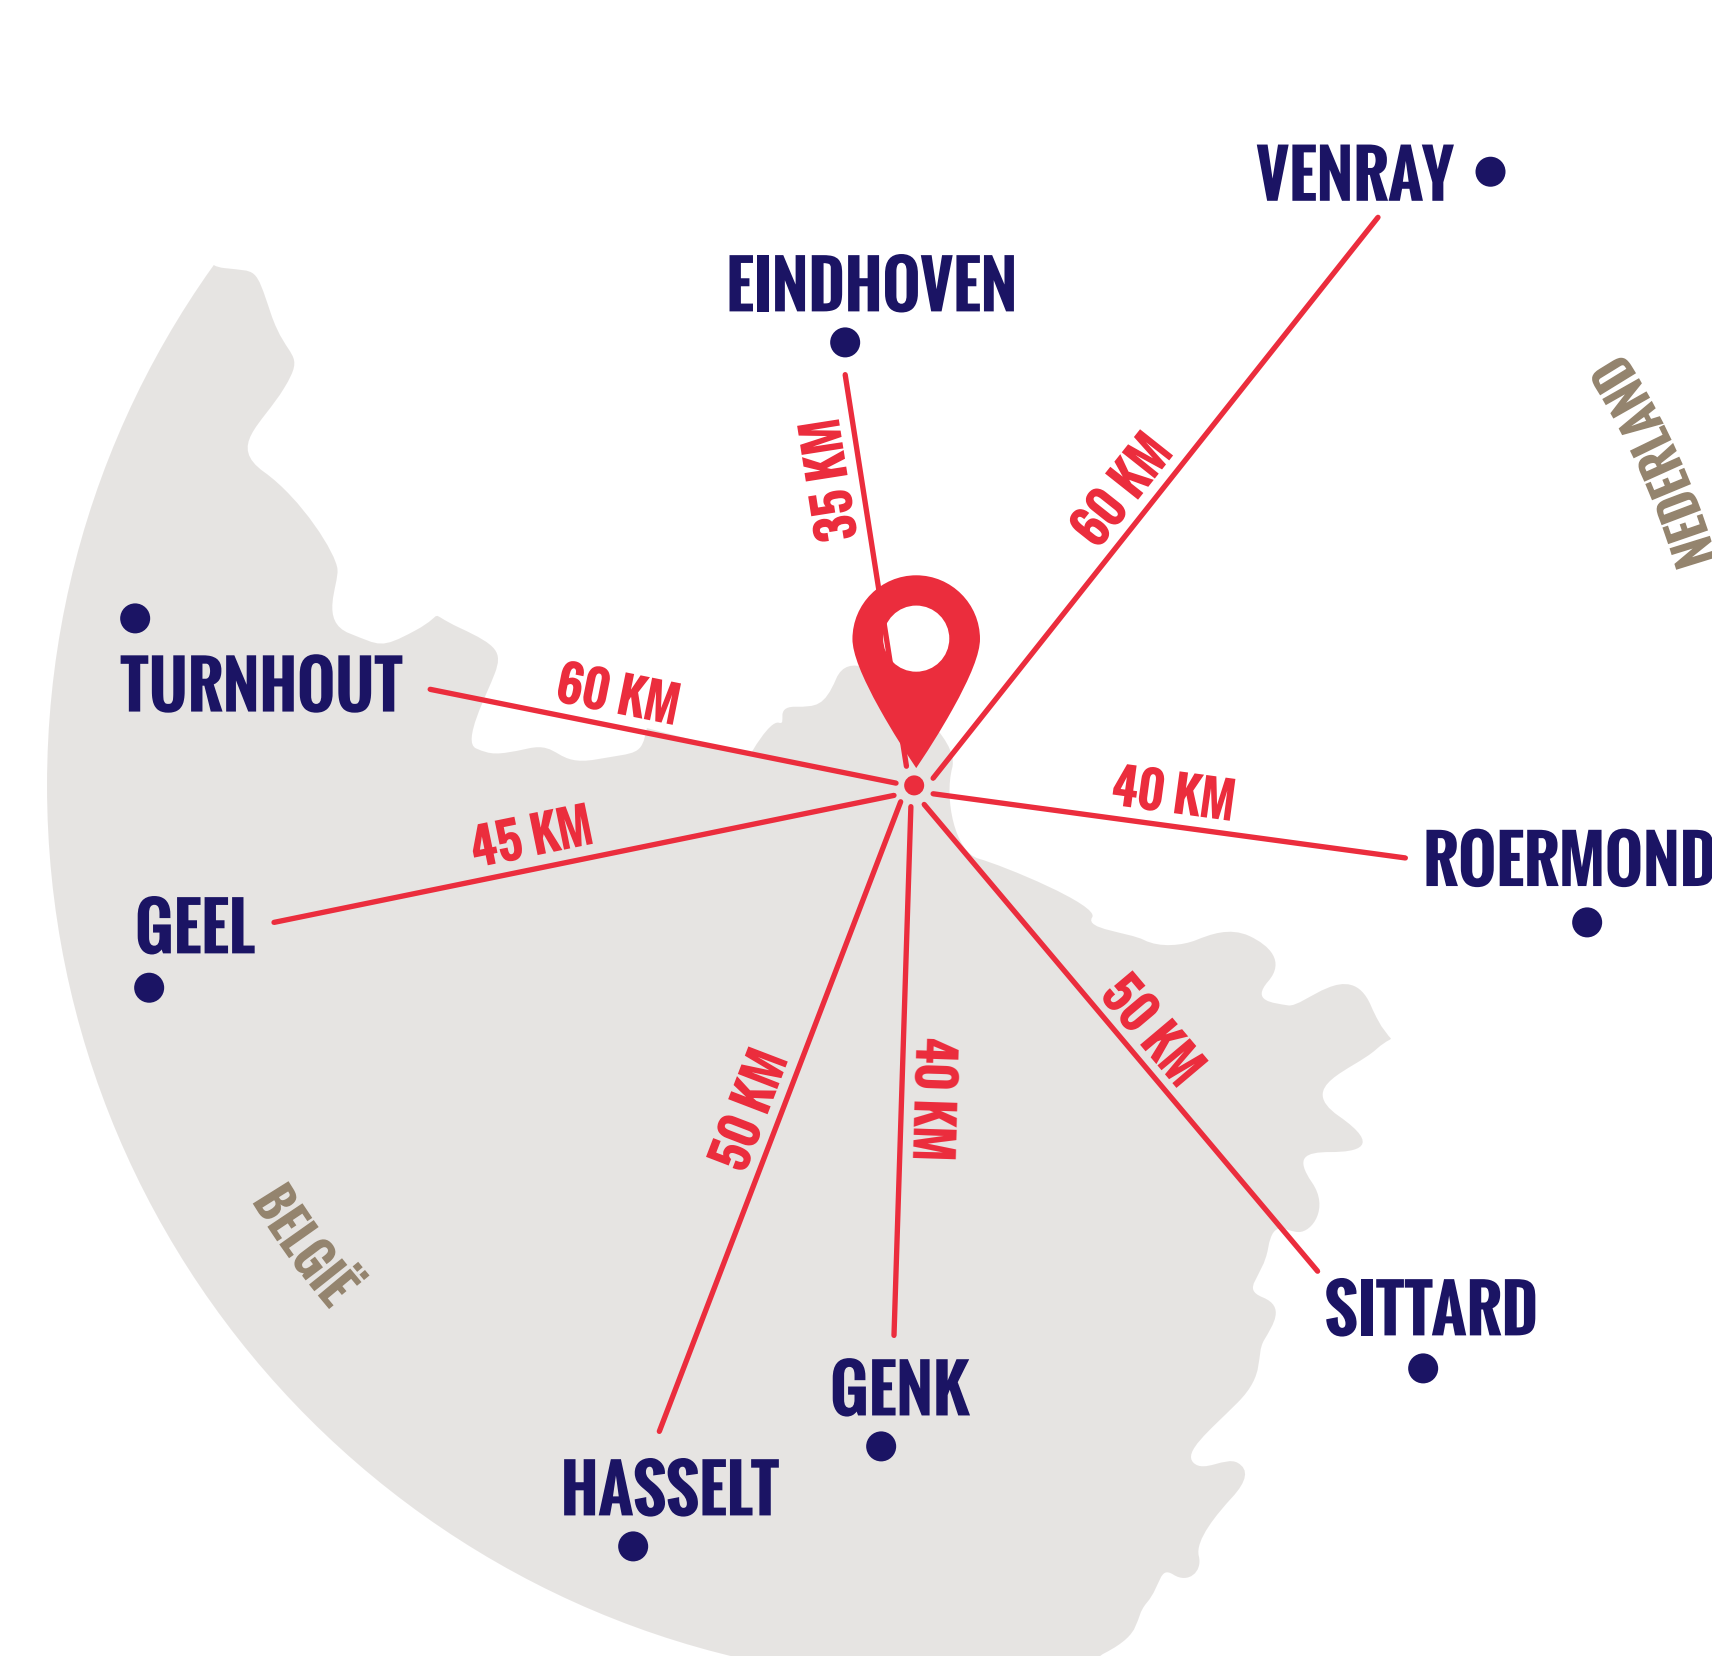 VENRAY
EINDHOVEN
NEDERLAND
35 KM
60 KM
TURNHOUT
60 KM
40 KM
45 KM
ROERMOND
GEEL
50 KM
50 KM
40 KM
BELGIË
SITTARD
GENK
HASSELT